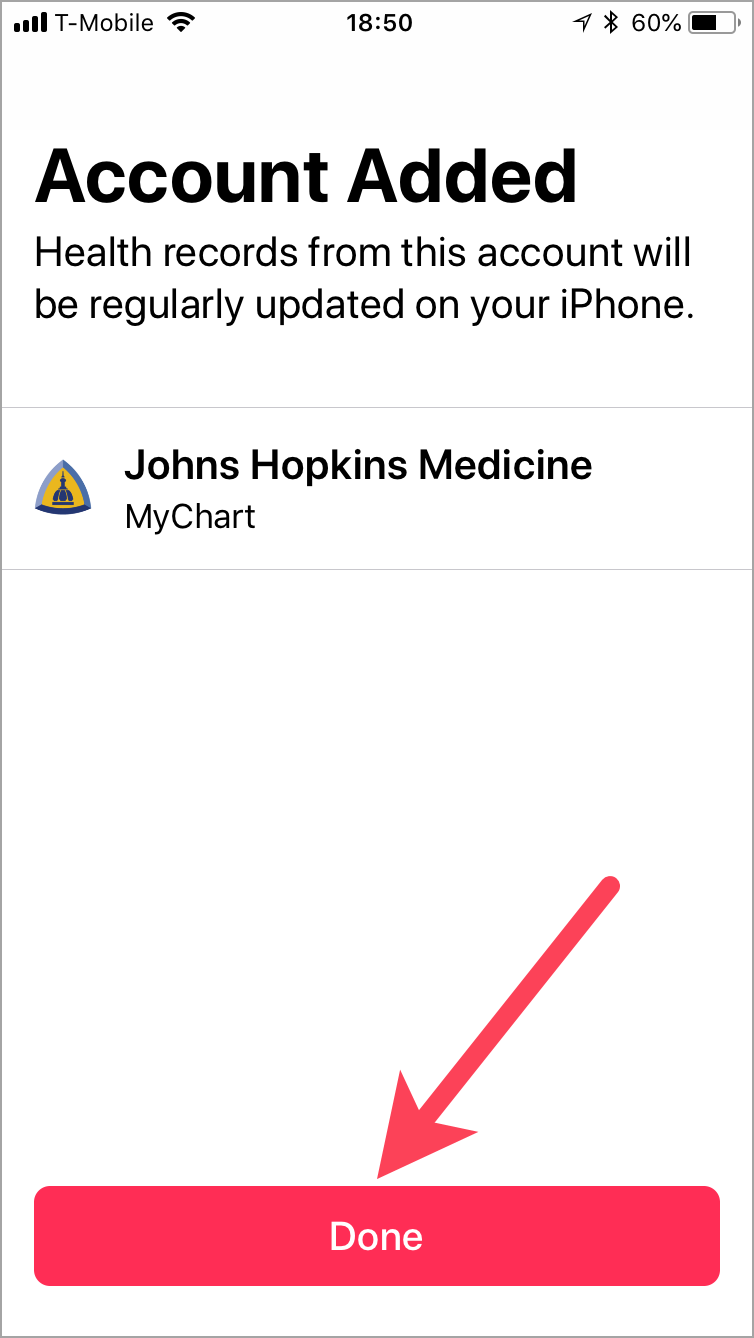 T-Mobile 18:50 60%
Account Added
Health records from this account will
be regularly updated on your iPhone.
Johns Hopkins Medicine
MyChart
Done